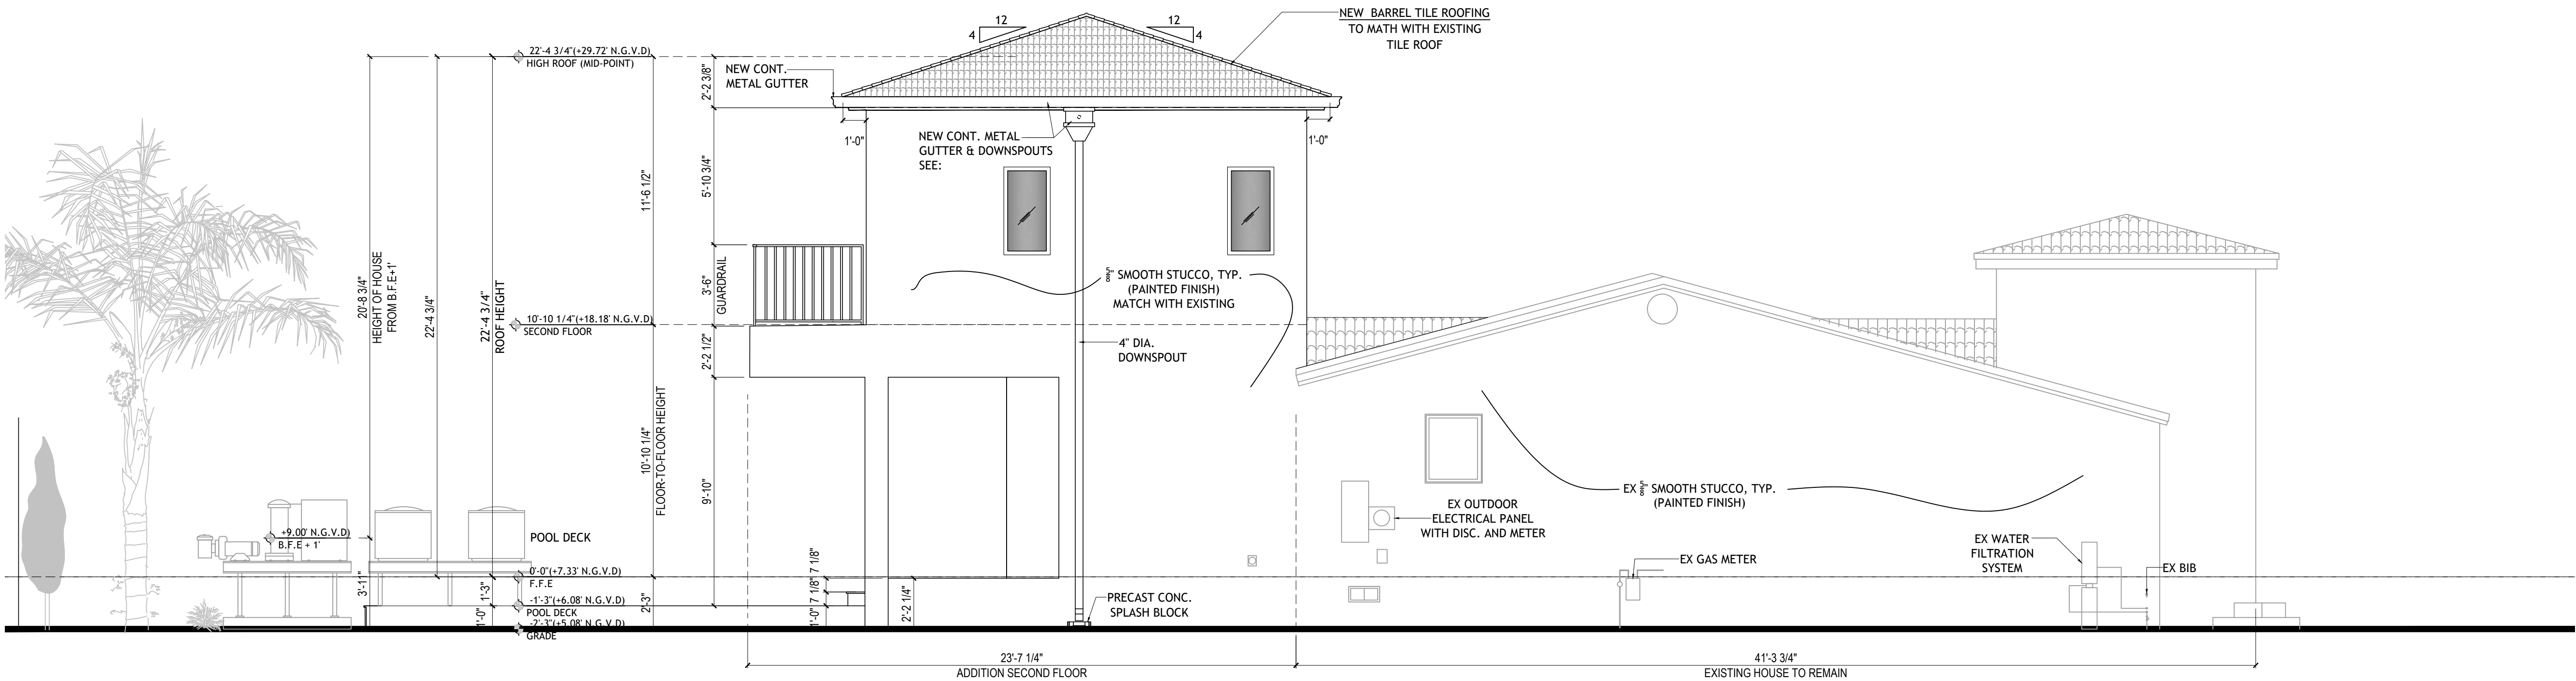 12
4
12
4
NEW BARREL TILE ROOFING
TO MATH WITH EXISTING
TILE ROOF
22'-4 3/4"(+29.72' N.G.V.D)
HIGH ROOF (MID-POINT)
NEW CONT.
METAL GUTTER
2'-2 3/8"
1'-0"
NEW CONT. METAL
GUTTER & DOWNSPOUTS
SEE:
1'-0"
5'-10 3/4"
11'-6 1/2"
20'-8 3/4"
HEIGHT OF HOUSE
FROM B.F.E+1'
22'-4 3/4"
22'-4 3/4"
ROOF HEIGHT
3'-6"
GUARDRAIL
5/8" SMOOTH STUCCO, TYP.
(PAINTED FINISH)
MATCH WITH EXISTING
10'-10 1/4"(+18.18' N.G.V.D)
SECOND FLOOR
2'-2 1/2"
4" DIA.
DOWNSPOUT
10'-10 1/4"
FLOOR-TO-FLOOR HEIGHT
9'-10"
EX 5/8" SMOOTH STUCCO, TYP.
(PAINTED FINISH)
EX OUTDOOR
ELECTRICAL PANEL
WITH DISC. AND METER
+9.00' N.G.V.D)
B.F.E + 1'
POOL DECK
EX WATER
FILTRATION
SYSTEM
EX GAS METER
EX BIB
0'-0"(+7.33' N.G.V.D)
F.F.E
3'-11"
1'-3"
2'-3"
7 1/8"
7 1/8"
1'-0"
2'-2 1/4"
-1'-3"(+6.08' N.G.V.D)
POOL DECK
1'-0"
-2'-3"(+5.08' N.G.V.D)
GRADE
PRECAST CONC.
SPLASH BLOCK
23'-7 1/4"
ADDITION SECOND FLOOR
41'-3 3/4"
EXISTING HOUSE TO REMAIN